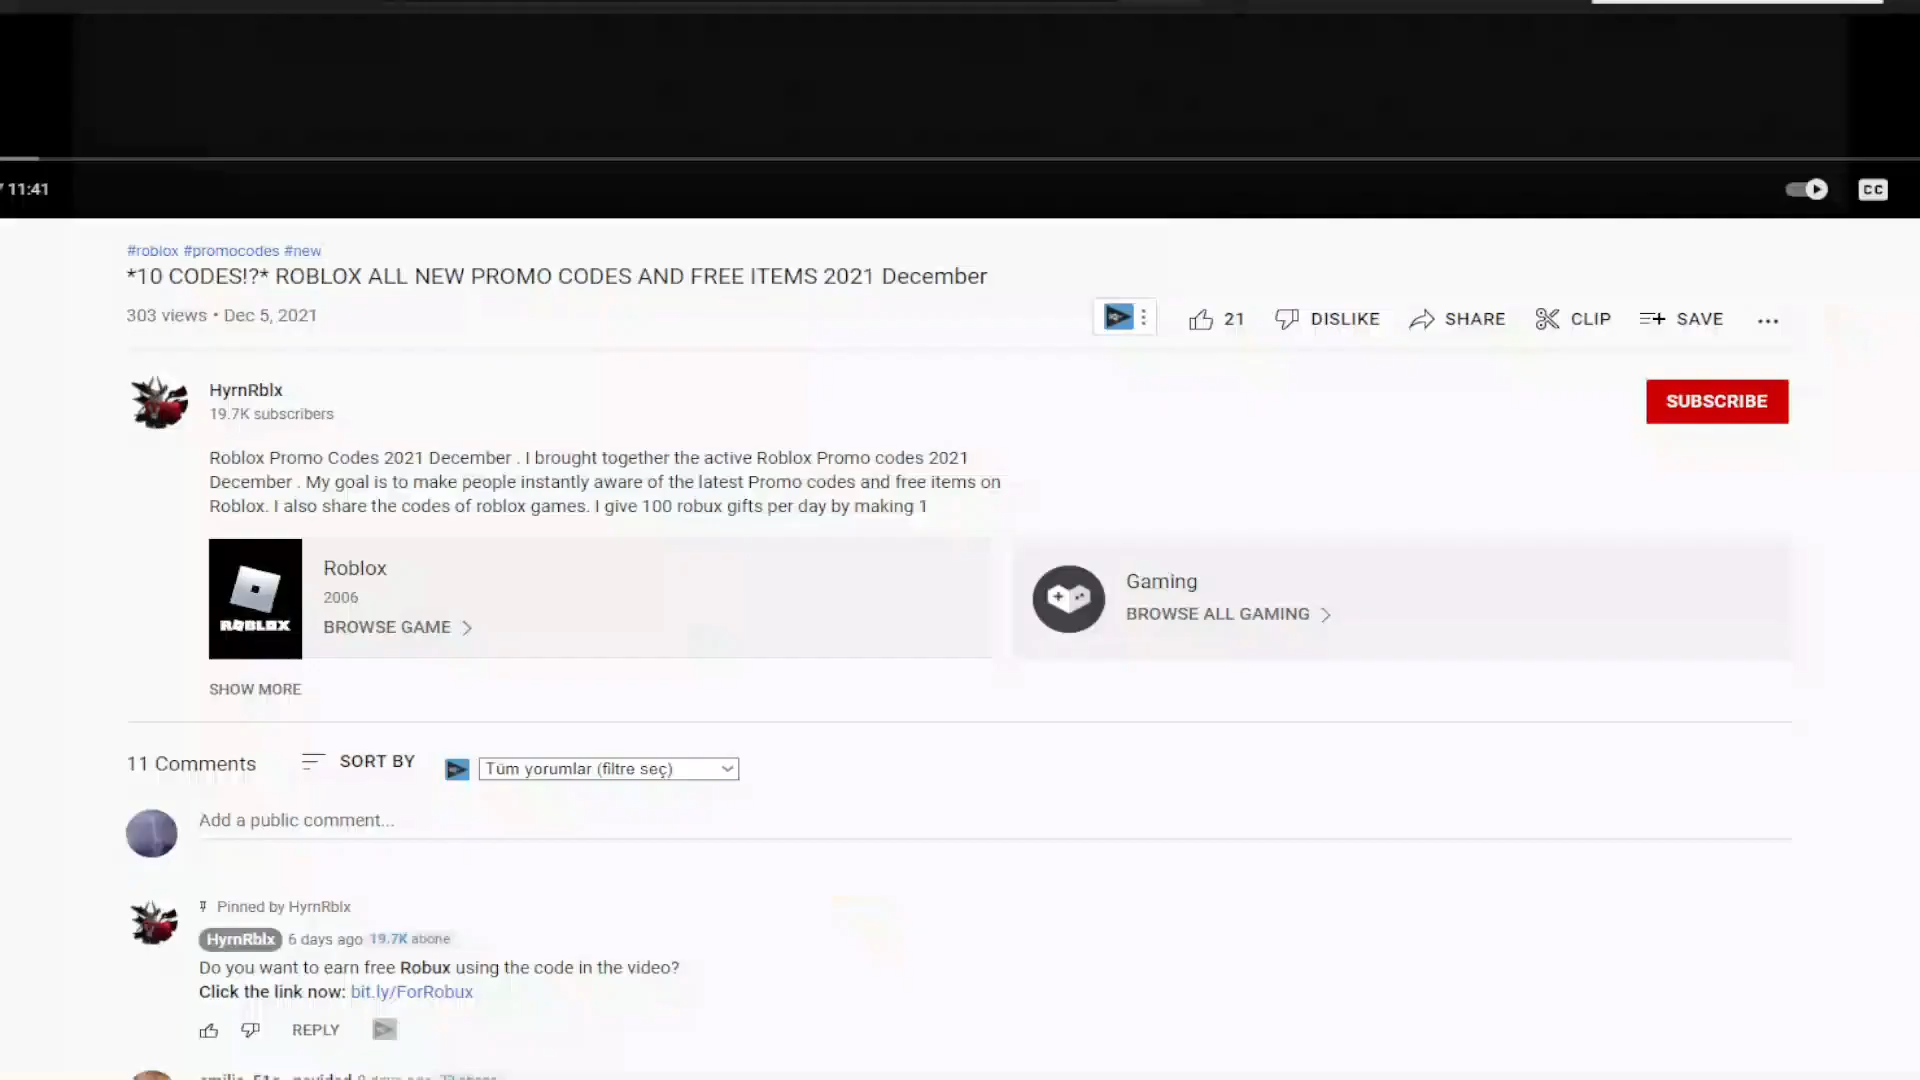 / 11:41
CC
#roblox #promocodes #new
*10 CODES!?* ROBLOX ALL NEW PROMO CODES AND FREE ITEMS 2021 December
303 views • Dec 5, 2021
21 DISLIKE SHARE CLIP SAVE
HyrnRblx
19.7K subscribers
SUBSCRIBE
Roblox Promo Codes 2021 December . I brought together the active Roblox Promo codes 2021
December . My goal is to make people instantly aware of the latest Promo codes and free items on
Roblox. I also share the codes of roblox games. I give 100 robux gifts per day by making 1
ROBLOX
Roblox
2006
BROWSE GAME
Gaming
BROWSE ALL GAMING
SHOW MORE
11 Comments SORT BY Tüm yorumlar (filtre seç)
Add a public comment...
Pinned by HyrnRblx
HyrnRblx 6 days ago 19.7K abone
Do you want to earn free Robux using the code in the video?
Click the link now: bit.ly/ForRobux
REPLY